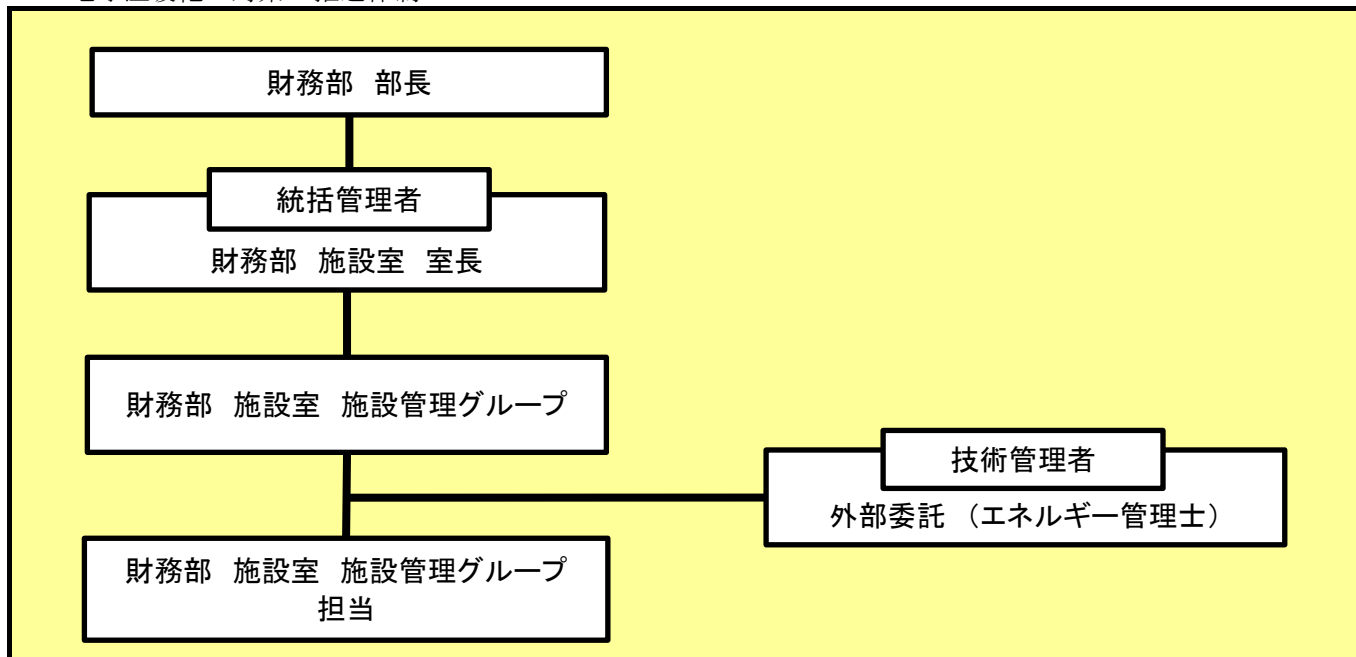 財務部　部長
統括管理者
財務部　施設室　室長
財務部　施設室　施設管理グループ
技術管理者
外部委託　（エネルギー管理士）
財務部　施設室　施設管理グループ
担当